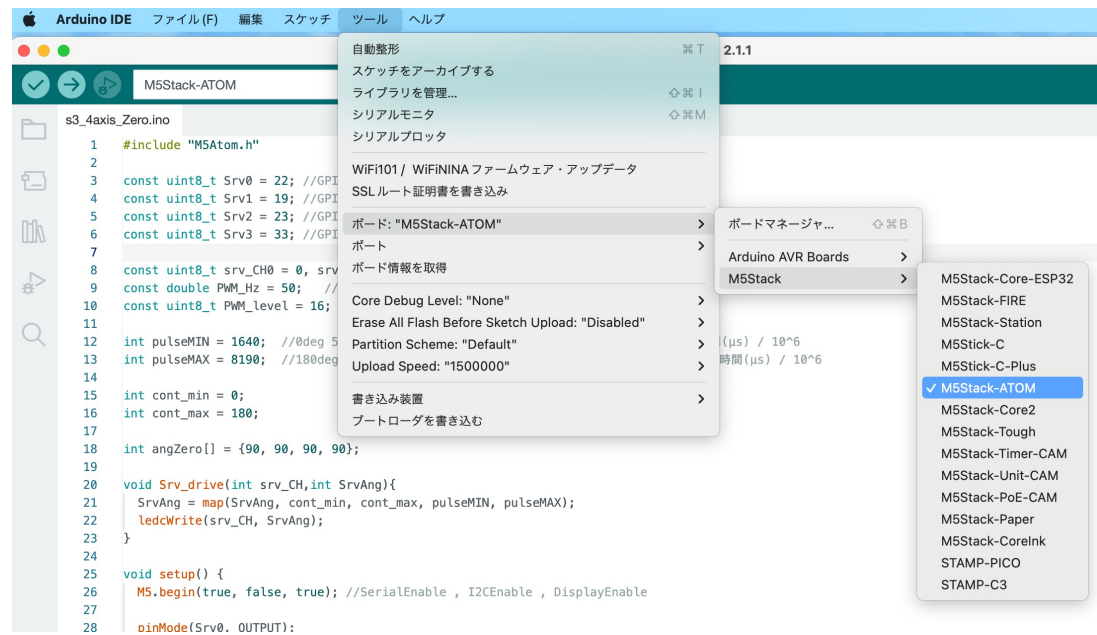 Arduino IDE ファイル(F) 編集 スケッチ ツール ヘルプ
2.1.1
M5Stack-ATOM
s3_4axis_Zero.ino
1 #include "M5Atom.h"
2
3 const uint8_t Srv0 = 22; //GPI
4 const uint8_t Srv1 = 19; //GPI
5 const uint8_t Srv2 = 23; //GPI
6 const uint8_t Srv3 = 33; //GPI
7
8 const uint8_t srv_CH0 = 0, srv
9 const double PWM_Hz = 50; //
10 const uint8_t PWM_level = 16;
11
12 int pulseMIN = 1640; //0deg 5 (μs) / 10^6
13 int pulseMAX = 8190; //180deg 時間(μs) / 10^6
14
15 int cont_min = 0;
16 int cont_max = 180;
17
18 int angZero[] = {90, 90, 90, 90};
19
20 void Srv_drive(int srv_CH,int SrvAng){
21 SrvAng = map(SrvAng, cont_min, cont_max, pulseMIN, pulseMAX);
22 ledcWrite(srv_CH, SrvAng);
23 }
24
25 void setup() {
26 M5.begin(true, false, true); //SerialEnable , I2CEnable , DisplayEnable
27
28 pinMode(Srv0, OUTPUT);
自動整形 ⌘T
スケッチをアーカイブする
ライブラリを管理... ⇧⌘I
シリアルモニタ ⇧⌘M
シリアルプロッタ
WiFi101 / WiFiNINAファームウェア・アップデータ
SSLルート証明書を書き込み
ボード: "M5Stack-ATOM"
ポート
ボード情報を取得
Core Debug Level: "None"
Erase All Flash Before Sketch Upload: "Disabled"
Partition Scheme: "Default"
Upload Speed: "1500000"
書き込み装置
ブートローダを書き込む
ボードマネージャ... ⇧⌘B
Arduino AVR Boards
M5Stack
M5Stack-Core-ESP32
M5Stack-FIRE
M5Stack-Station
M5Stick-C
M5Stick-C-Plus
M5Stack-ATOM
M5Stack-Core2
M5Stack-Tough
M5Stack-Timer-CAM
M5Stack-Unit-CAM
M5Stack-PoE-CAM
M5Stack-Paper
M5Stack-CoreInk
STAMP-PICO
STAMP-C3